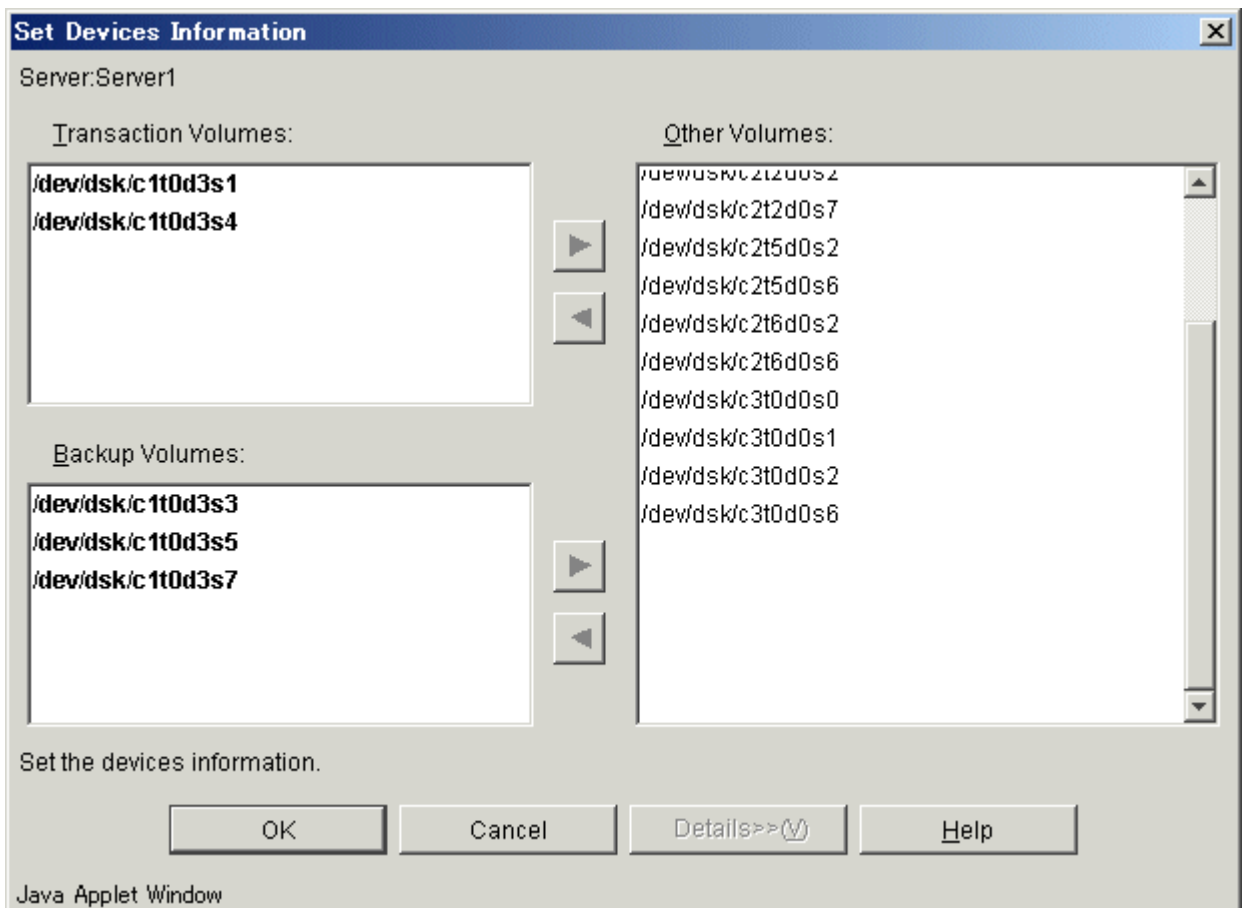 Set Devices Information
Server:Server1
Transaction Volumes:
/dev/dsk/c1t0d3s1
/dev/dsk/c1t0d3s4
Backup Volumes:
/dev/dsk/c1t0d3s3
/dev/dsk/c1t0d3s5
/dev/dsk/c1t0d3s7
Other Volumes:
/dev/dsk/c2t2d0s2
/dev/dsk/c2t2d0s7
/dev/dsk/c2t5d0s2
/dev/dsk/c2t5d0s6
/dev/dsk/c2t6d0s2
/dev/dsk/c2t6d0s6
/dev/dsk/c3t0d0s0
/dev/dsk/c3t0d0s1
/dev/dsk/c3t0d0s2
/dev/dsk/c3t0d0s6
Set the devices information.
OK
Cancel
Details>>(V)
Help
Java Applet Window